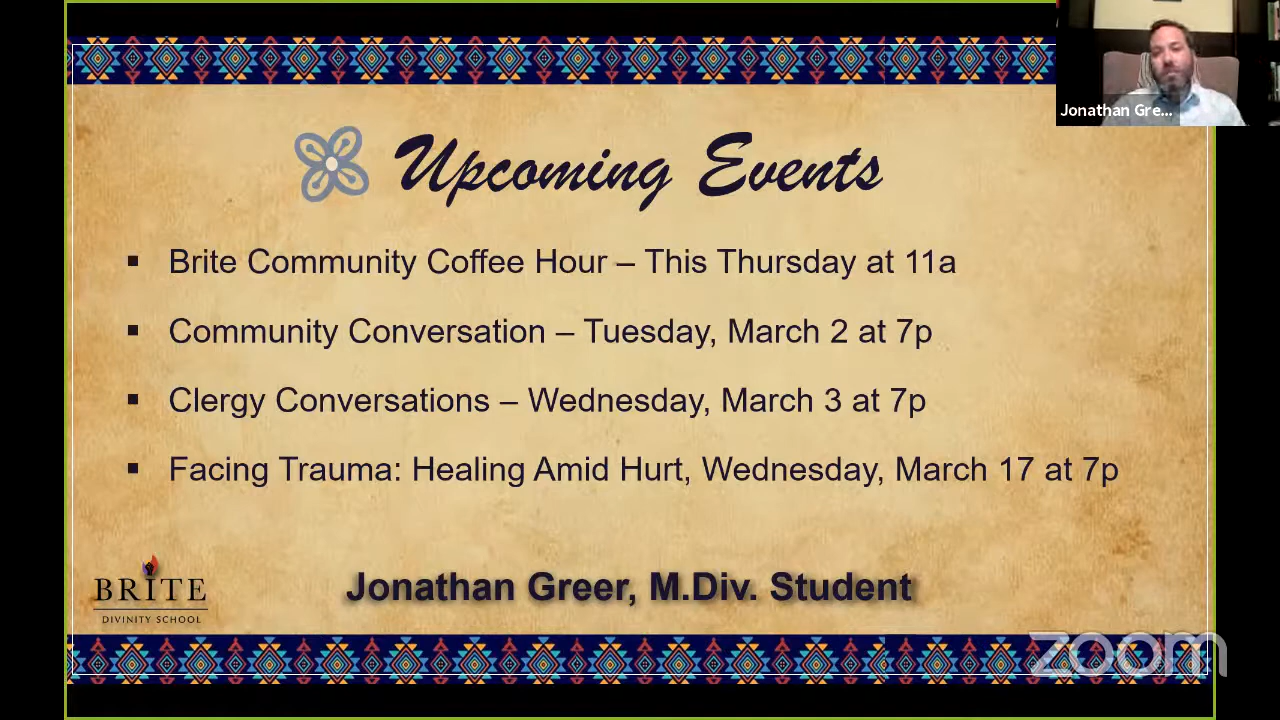 Jonathan Gre...
Upcoming Events
▪ Brite Community Coffee Hour – This Thursday at 11a
▪ Community Conversation – Tuesday, March 2 at 7p
▪ Clergy Conversations – Wednesday, March 3 at 7p
▪ Facing Trauma: Healing Amid Hurt, Wednesday, March 17 at 7p
BRITE
DIVINITY SCHOOL
Jonathan Greer, M.Div. Student
zoom